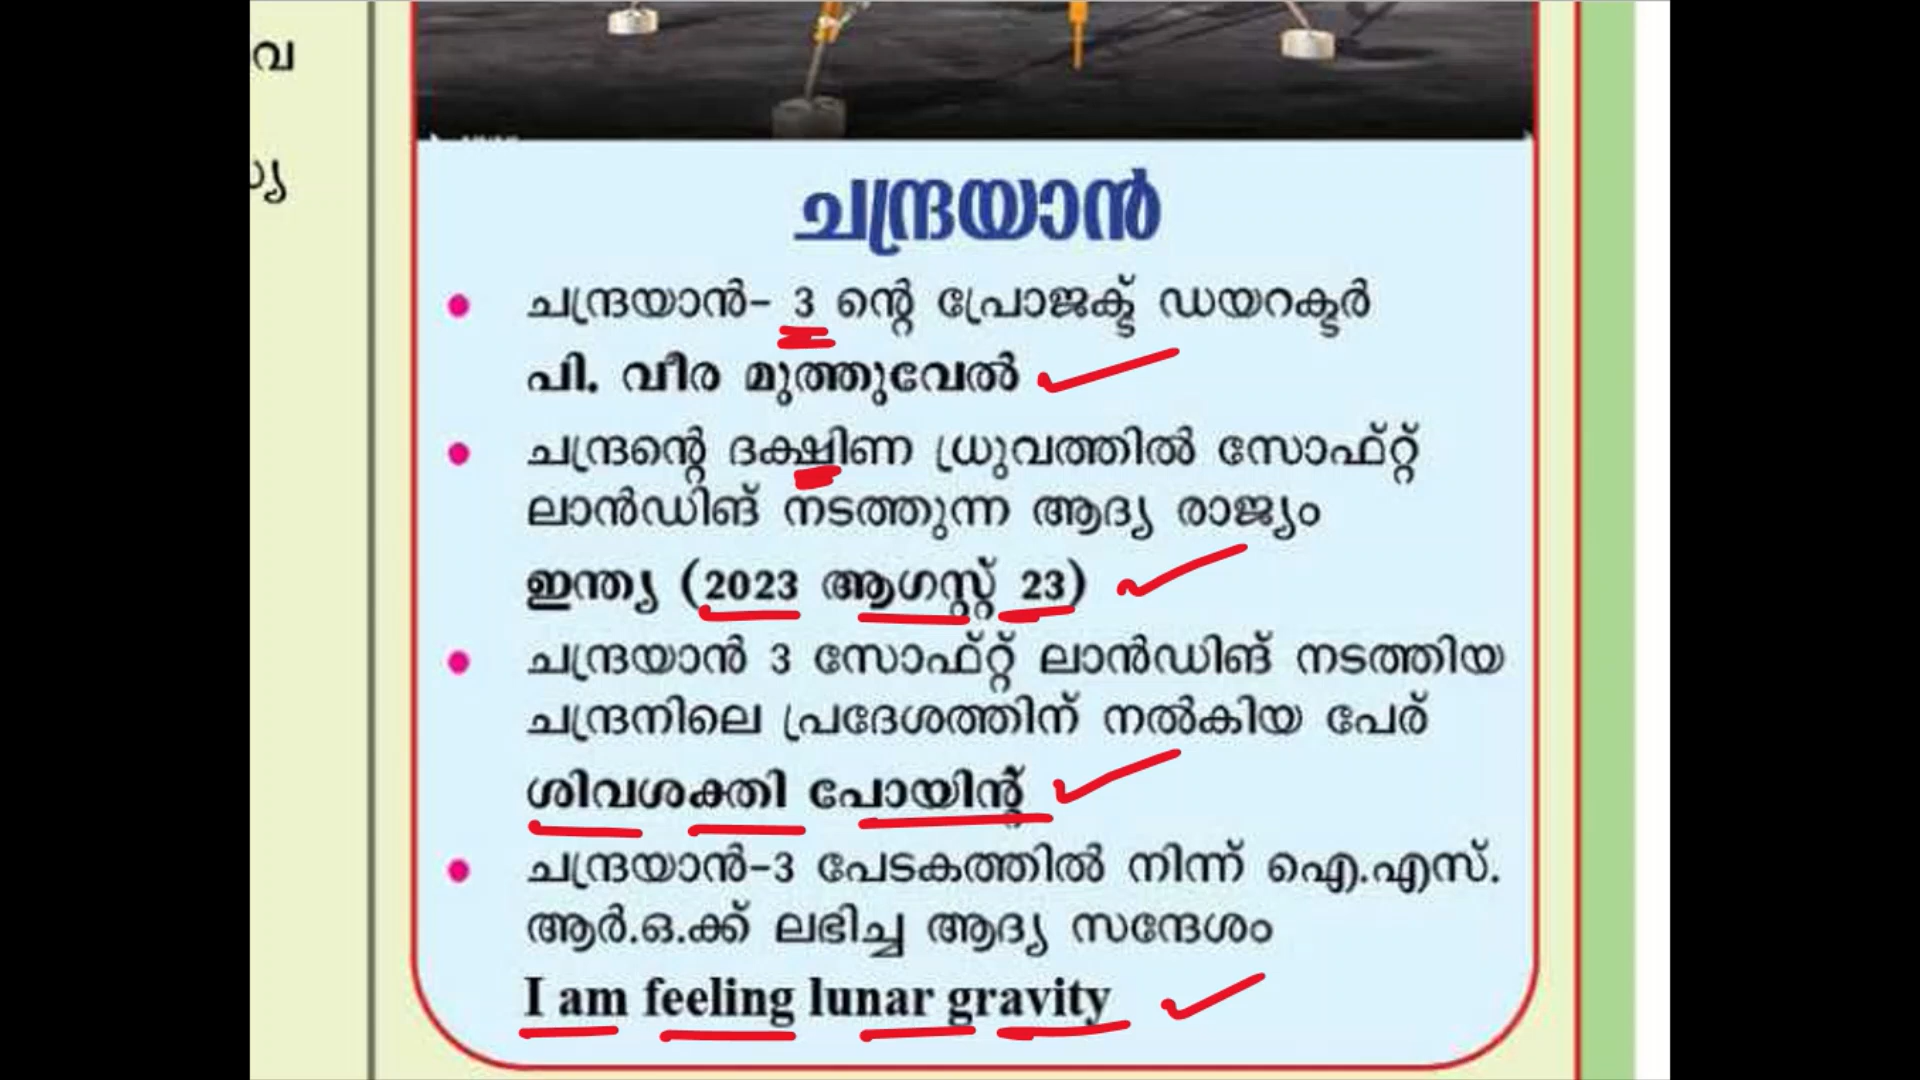 വ
ചന്ദ്രയാൻ
ചന്ദ്രയാൻ- 3 ന്റെ പ്രോജക്ട് ഡയറക്ടർ
പി. വീര മുത്തുവേൽ
ചന്ദ്രന്റെ ദക്ഷിണ ധ്രുവത്തിൽ സോഫ്റ്റ്
ലാൻഡിങ് നടത്തുന്ന ആദ്യ രാജ്യം
ഇന്ത്യ (2023 ആഗസ്റ്റ് 23)
ചന്ദ്രയാൻ 3 സോഫ്റ്റ് ലാൻഡിങ് നടത്തിയ
ചന്ദ്രനിലെ പ്രദേശത്തിന് നൽകിയ പേര്
ശിവശക്തി പോയിന്റ്
ചന്ദ്രയാൻ-3 പേടകത്തിൽ നിന്ന് ഐ.എസ്.
ആർ.ഒ.ക്ക് ലഭിച്ച ആദ്യ സന്ദേശം
I am feeling lunar gravity